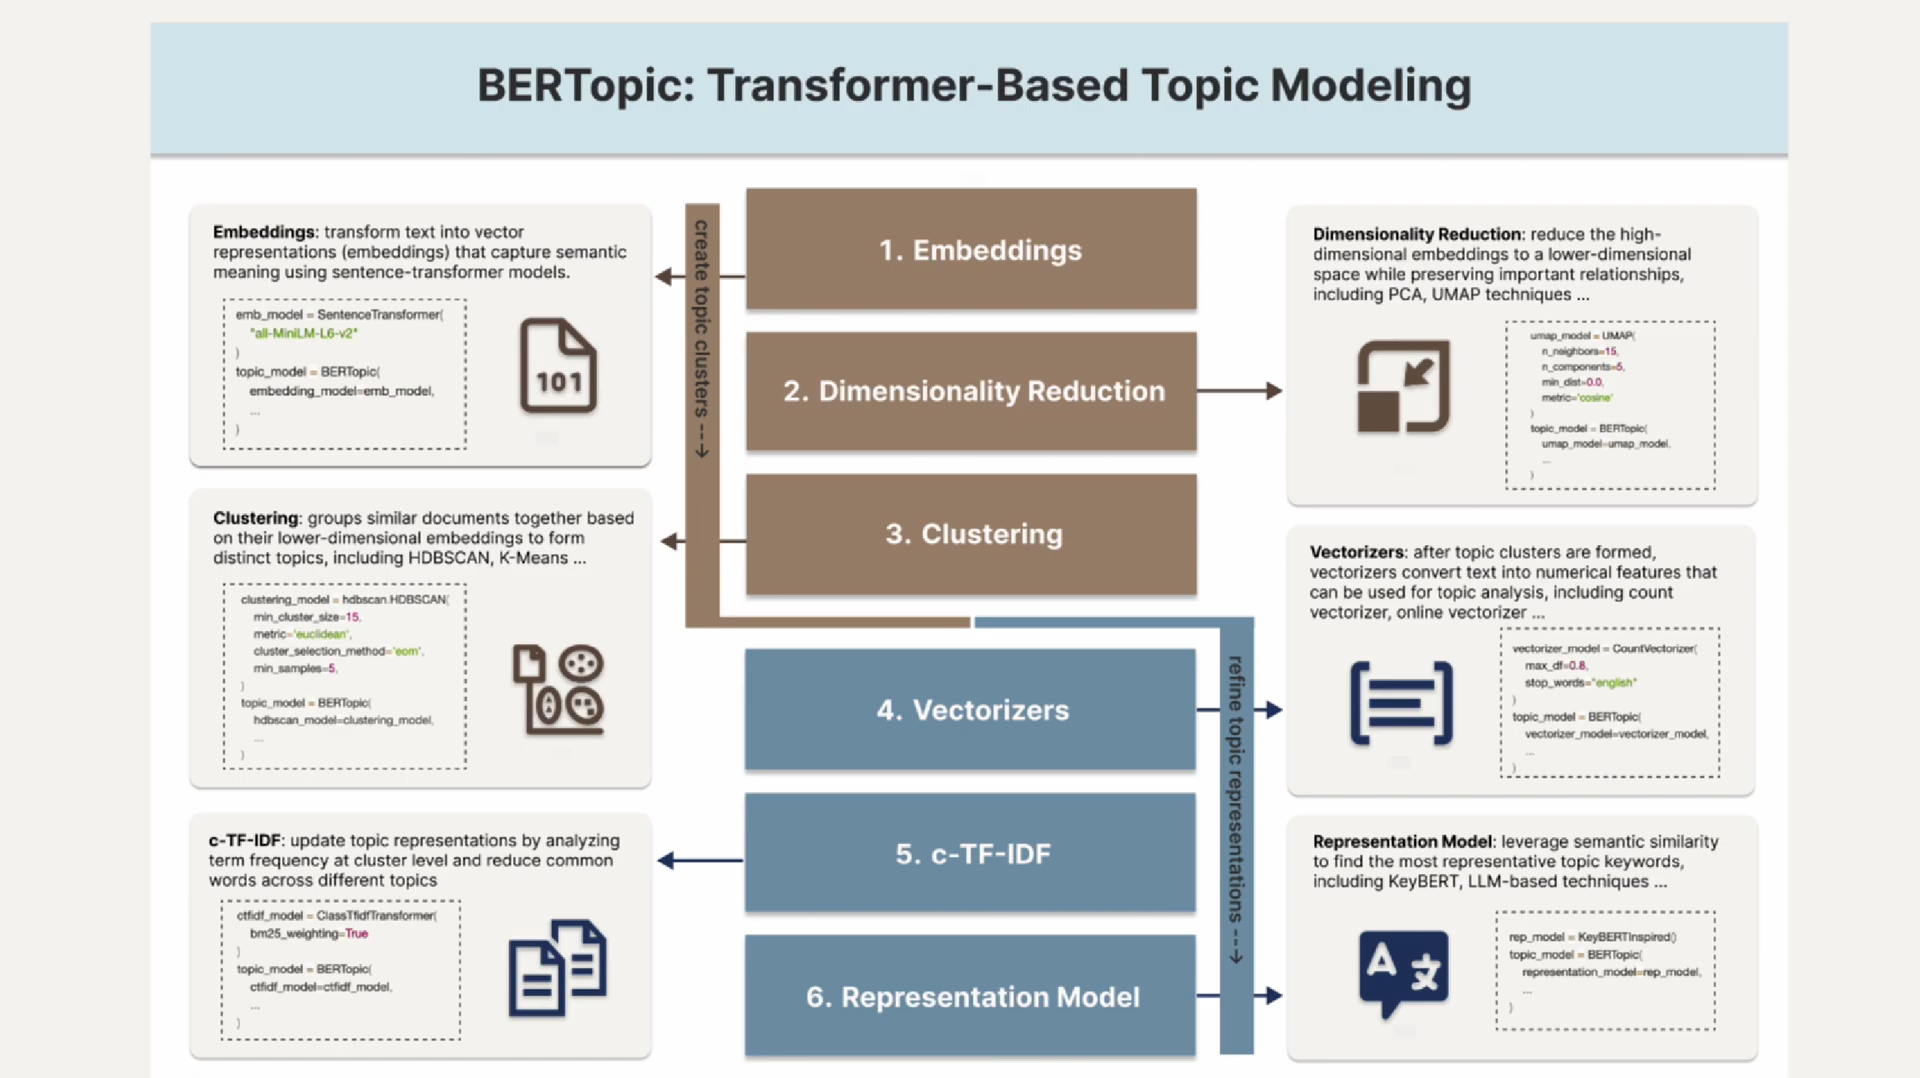 BERTopic: Transformer-Based Topic Modeling
Embeddings: transform text into vector
representations (embeddings) that capture semantic
meaning using sentence-transformer models.
emb_model = SentenceTransformer(
"all-MiniLM-L6-v2"
)
topic_model = BERTopic(
embedding_model=emb_model,
...
)
101
create topic clusters --->
1. Embeddings
2. Dimensionality Reduction
3. Clustering
Dimensionality Reduction: reduce the high-
dimensional embeddings to a lower-dimensional
space while preserving important relationships,
including PCA, UMAP techniques ...
umap_model = UMAP(
n_neighbors=15,
n_components=5,
min_dist=0.0,
metric='cosine'
)
topic_model = BERTopic(
umap_model=umap_model,
...
)
Clustering: groups similar documents together based
on their lower-dimensional embeddings to form
distinct topics, including HDBSCAN, K-Means ...
clustering_model = hdbscan.HDBSCAN(
min_cluster_size=15,
metric='euclidean',
cluster_selection_method='eom',
min_samples=5,
)
topic_model = BERTopic(
hdbscan_model=clustering_model,
...
)
Vectorizers: after topic clusters are formed,
vectorizers convert text into numerical features that
can be used for topic analysis, including count
vectorizer, online vectorizer ...
vectorizer_model = CountVectorizer(
max_df=0.8,
stop_words="english"
)
topic_model = BERTopic(
vectorizer_model=vectorizer_model,
...
)
4. Vectorizers
5. c-TF-IDF
6. Representation Model
refine topic representations --->
c-TF-IDF: update topic representations by analyzing
term frequency at cluster level and reduce common
words across different topics
ctfidf_model = ClassTfidfTransformer(
bm25_weighting=True
)
topic_model = BERTopic(
ctfidf_model=ctfidf_model,
...
)
Representation Model: leverage semantic similarity
to find the most representative topic keywords,
including KeyBERT, LLM-based techniques ...
A 文
rep_model = KeyBERTInspired()
topic_model = BERTopic(
representation_model=rep_model,
...
)